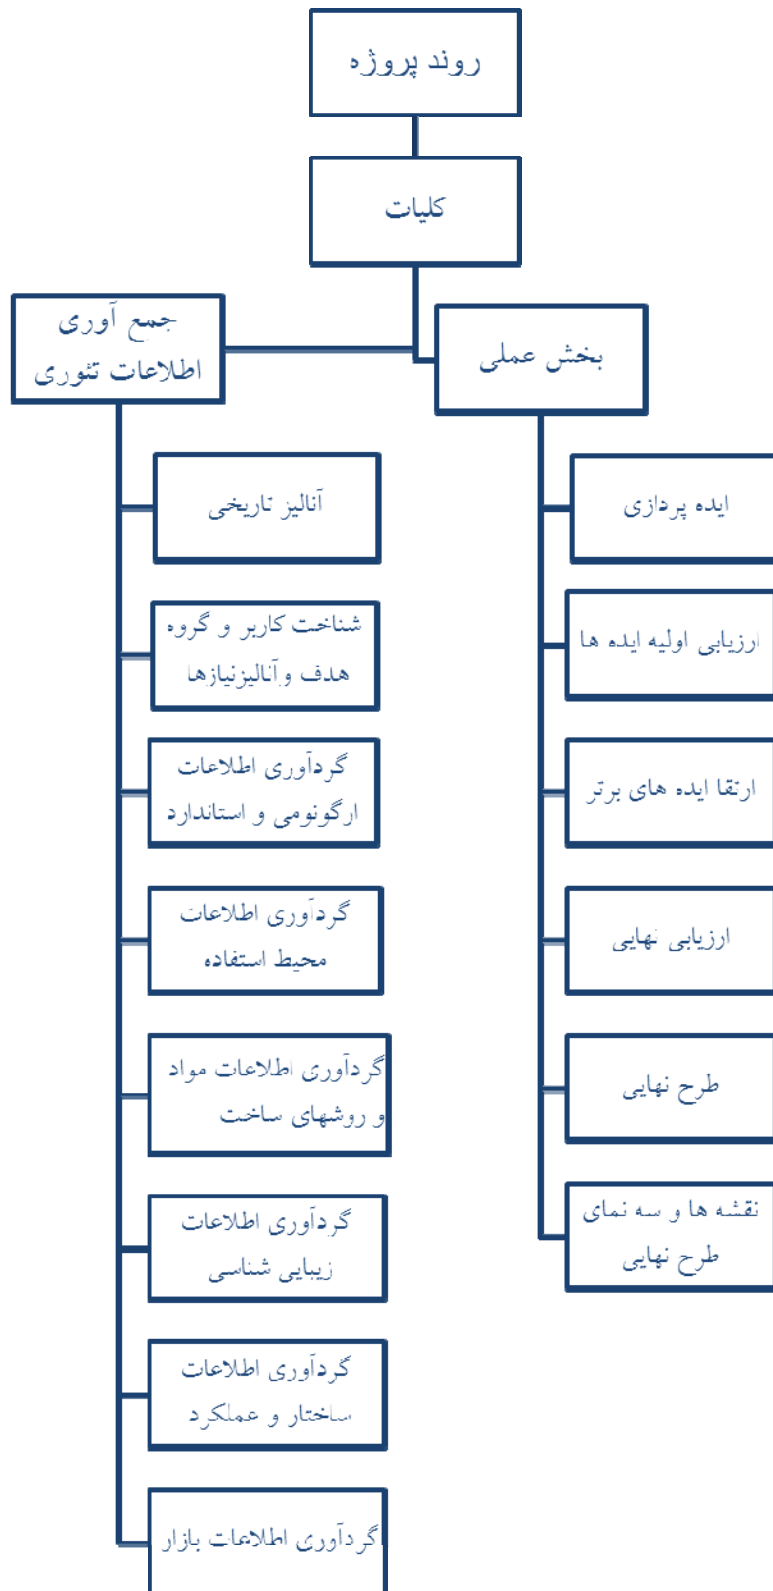 روند پروژه
کلیات
بخش عملی
ایده پردازی
ارزیابی اولیه ایده ها
ارتقا ایده های برتر
ارزیابی نهایی
طرح نهایی
نقشه ها و سه نمای
طرح نهایی
جمع آوری
اطلاعات تئوری
آنالیز تاریخی
شناخت کاربر و گروه
هدف وآنالیزنیازها
گردآوری اطلاعات
ارگونومی و استاندارد
گردآوری اطلاعات
محیط استفاده
گردآوری اطلاعات مواد
و روشهای ساخت
گردآوری اطلاعات
زیبایی شناسی
گردآوری اطلاعات
ساختار و عملکرد
گردآوری اطلاعات بازار